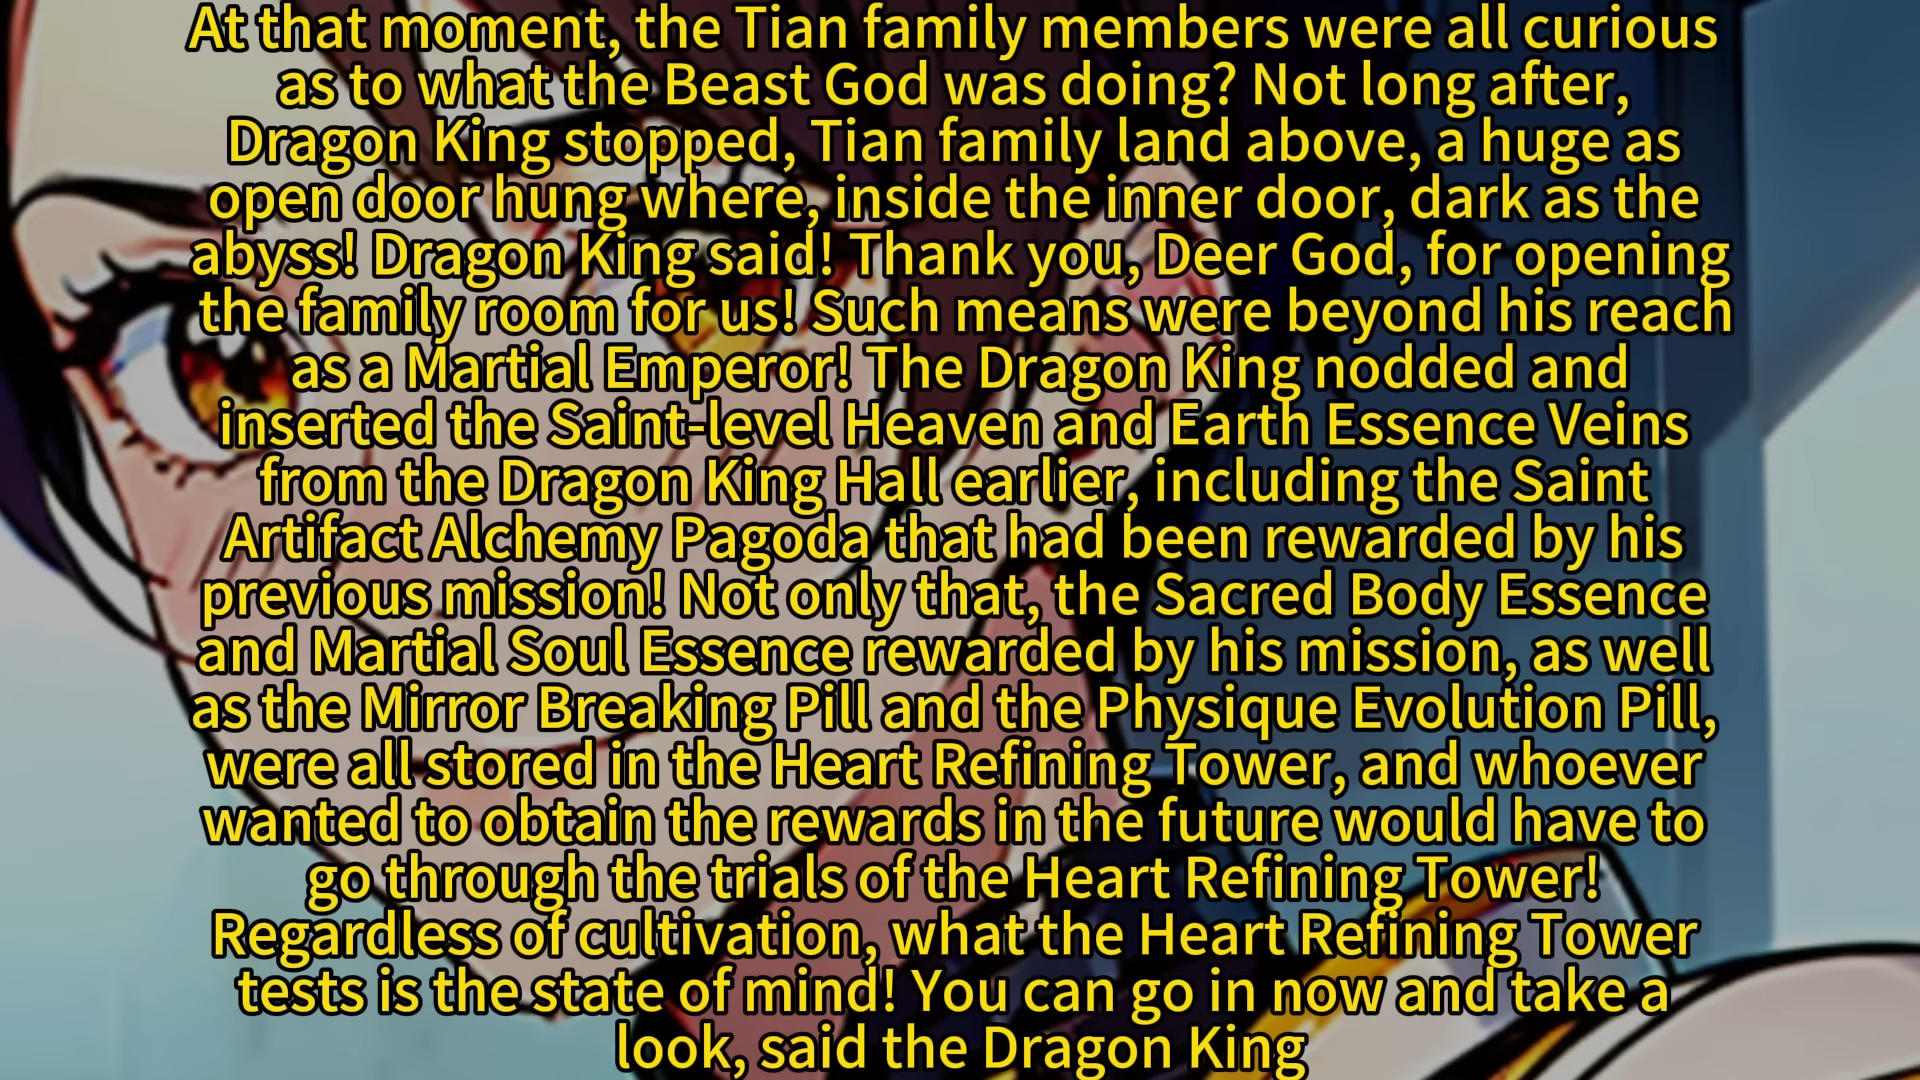 At that moment, the Tian family members were all curious
as to what the Beast God was doing? Not long after,
Dragon King stopped, Tian family land above, a huge as
open door hung where, inside the inner door, dark as the
abyss! Dragon King said! Thank you, Deer God, for opening
the family room for us! Such means were beyond his reach
as a Martial Emperor! The Dragon King nodded and
inserted the Saint-level Heaven and Earth Essence Veins
from the Dragon King Hall earlier, including the Saint
Artifact Alchemy Pagoda that had been rewarded by his
previous mission! Not only that, the Sacred Body Essence
and Martial Soul Essence rewarded by his mission, as well
as the Mirror Breaking Pill and the Physique Evolution Pill,
were all stored in the Heart Refining Tower, and whoever
wanted to obtain the rewards in the future would have to
go through the trials of the Heart Refining Tower!
Regardless of cultivation, what the Heart Refining Tower
tests is the state of mind! You can go in now and take a
look, said the Dragon King